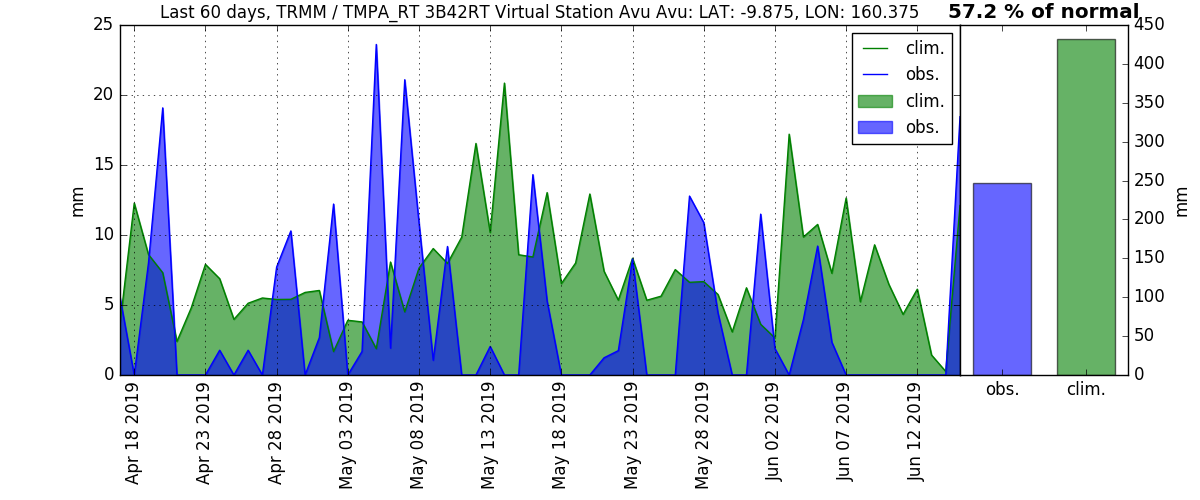 Last 60 days, TRMM / TMPA_RT 3B42RT Virtual Station Avu Avu: LAT: -9.875, LON: 160.375
57.2 % of normal
25
20
15
10
5
0
mm
clim.
obs.
clim.
obs.
450
400
350
300
250
200
150
100
50
0
mm
Apr 18 2019
Apr 23 2019
Apr 28 2019
May 03 2019
May 08 2019
May 13 2019
May 18 2019
May 23 2019
May 28 2019
Jun 02 2019
Jun 07 2019
Jun 12 2019
obs.
clim.